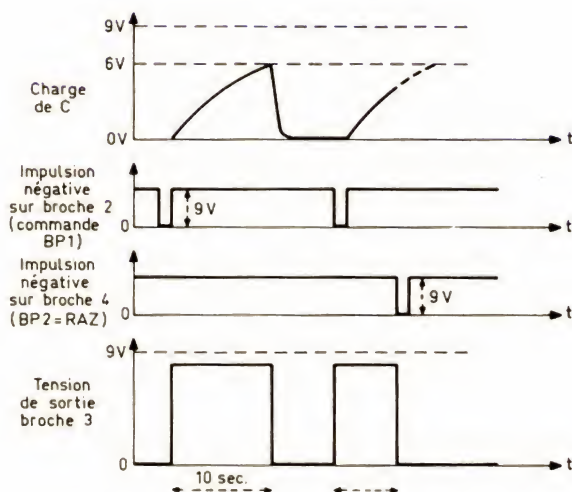 9V
6V
Charge
de C
0V
t
Impulsion
négative
sur broche 2
(commande
BP1)
9V
0
t
Impulsion
négative
sur broche 4
(BP2=RAZ)
9V
0
t
9V
Tension
de sortie
broche 3
0
t
10 sec.